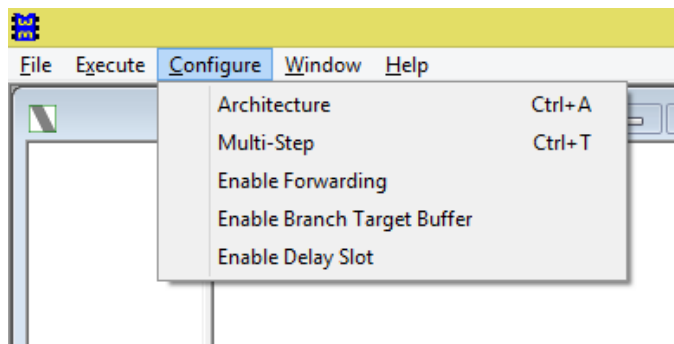 File Execute Configure Window Help
Architecture Ctrl+A
Multi-Step Ctrl+T
Enable Forwarding
Enable Branch Target Buffer
Enable Delay Slot